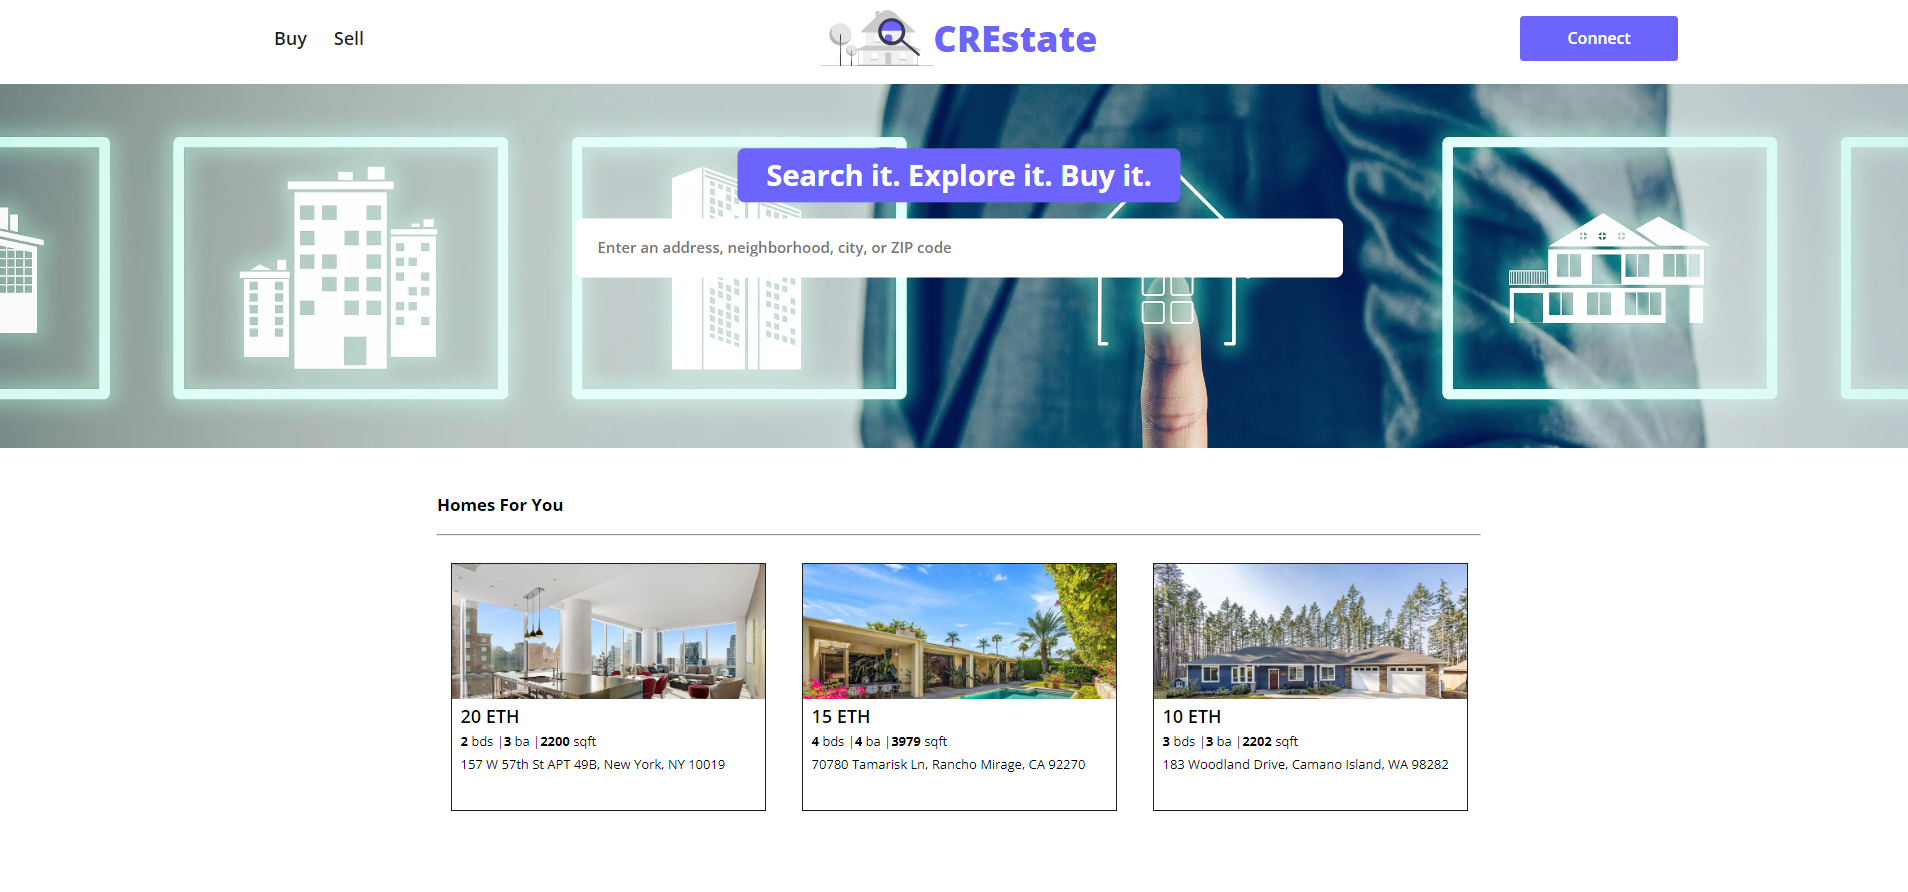 Buy Sell CREstate Connect
Search it. Explore it. Buy it.
Enter an address, neighborhood, city, or ZIP code
Homes For You
20 ETH
2 bds |3 ba |2200 sqft
157 W 57th St APT 49B, New York, NY 10019
15 ETH
4 bds |4 ba |3979 sqft
70780 Tamarisk Ln, Rancho Mirage, CA 92270
10 ETH
3 bds |3 ba |2202 sqft
183 Woodland Drive, Camano Island, WA 98282